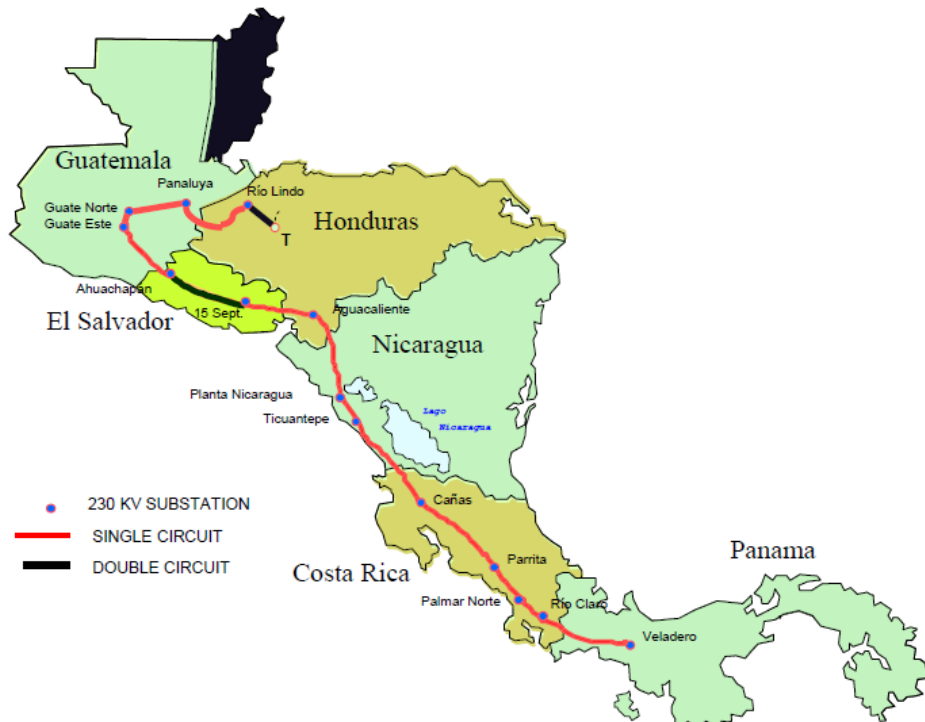 Guatemala
Panaluya
Río Lindo
Guate Norte
Guate Este
Honduras
T
Ahuachapán
15 Sept.
El Salvador
Aguacaliente
Nicaragua
Planta Nicaragua
Ticuantepe
Lago
Nicaragua
Cañas
230 KV SUBSTATION
SINGLE CIRCUIT
DOUBLE CIRCUIT
Costa Rica
Parrita
Panama
Palmar Norte
Río Claro
Veladero